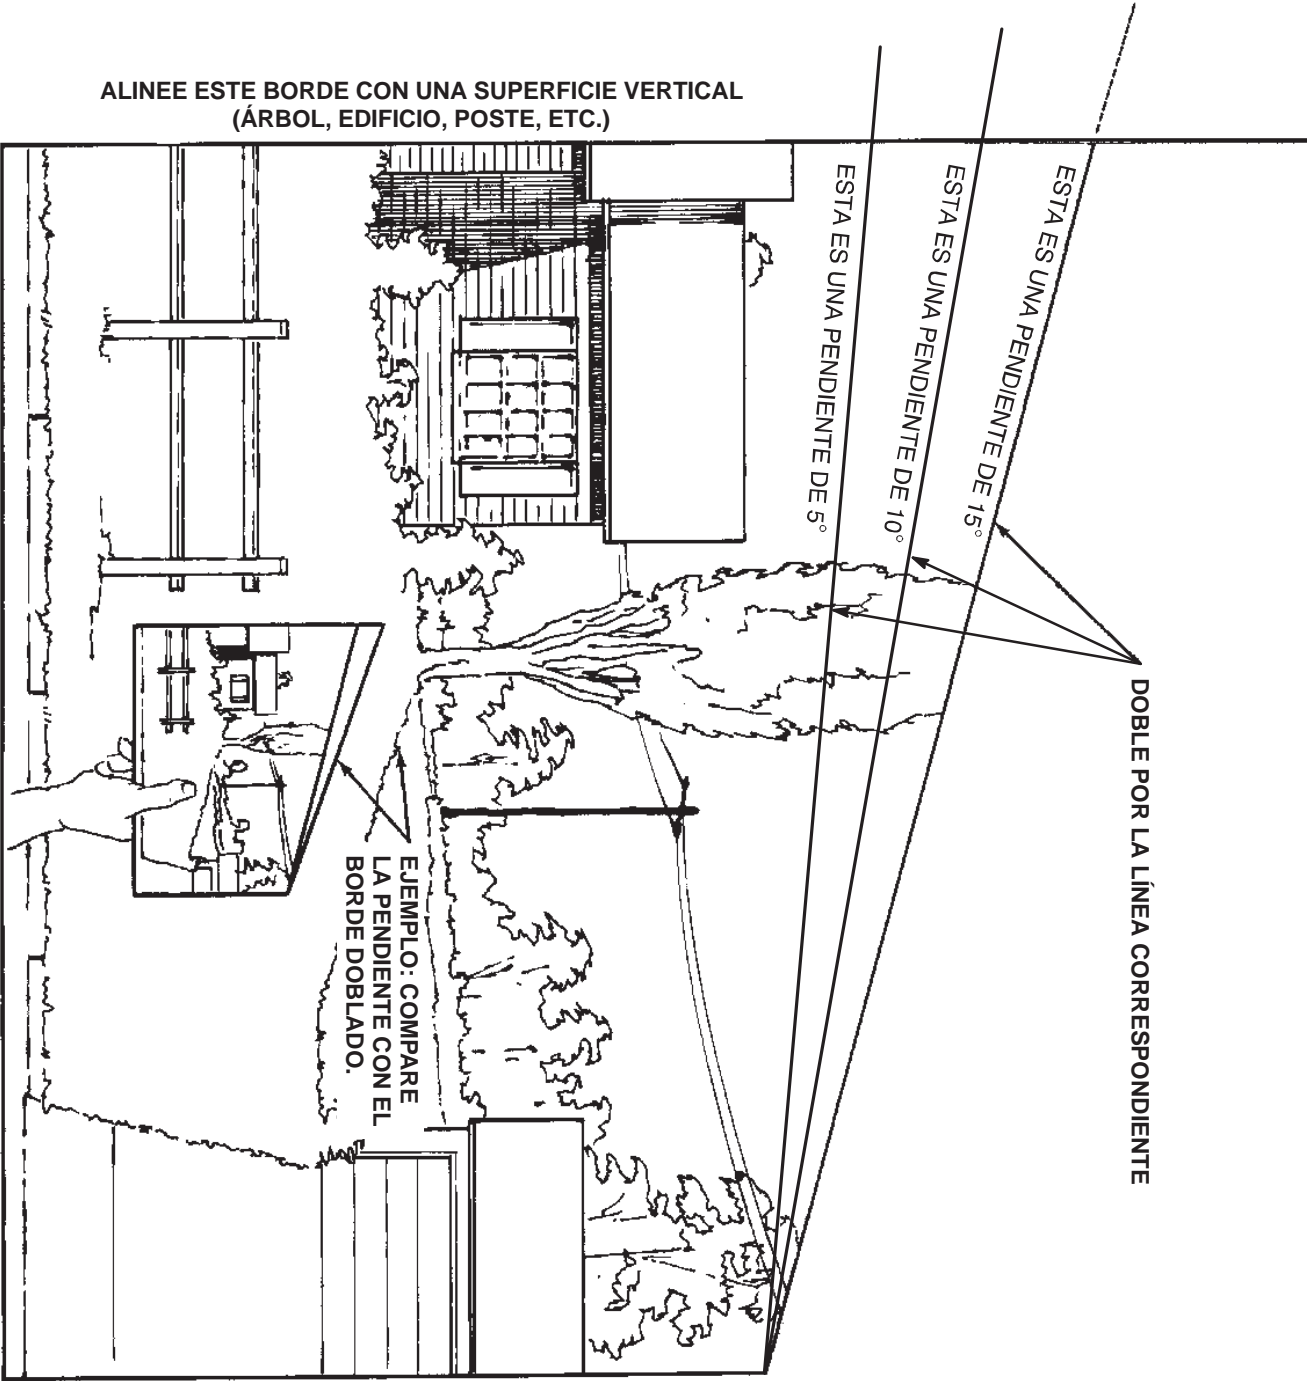 ALINEE ESTE BORDE CON UNA SUPERFICIE VERTICAL
(ÁRBOL, EDIFICIO, POSTE, ETC.)
ESTA ES UNA PENDIENTE DE 15°
ESTA ES UNA PENDIENTE DE 10°
ESTA ES UNA PENDIENTE DE 5°
DOBLE POR LA LÍNEA CORRESPONDIENTE
EJEMPLO: COMPARE
LA PENDIENTE CON EL
BORDE DOBLADO.